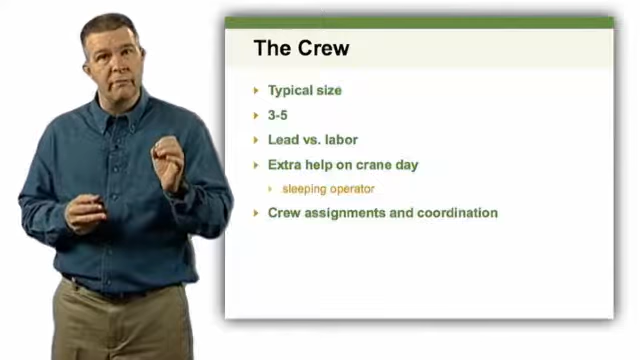 The Crew
Typical size
3-5
Lead vs. labor
Extra help on crane day
sleeping operator
Crew assignments and coordination